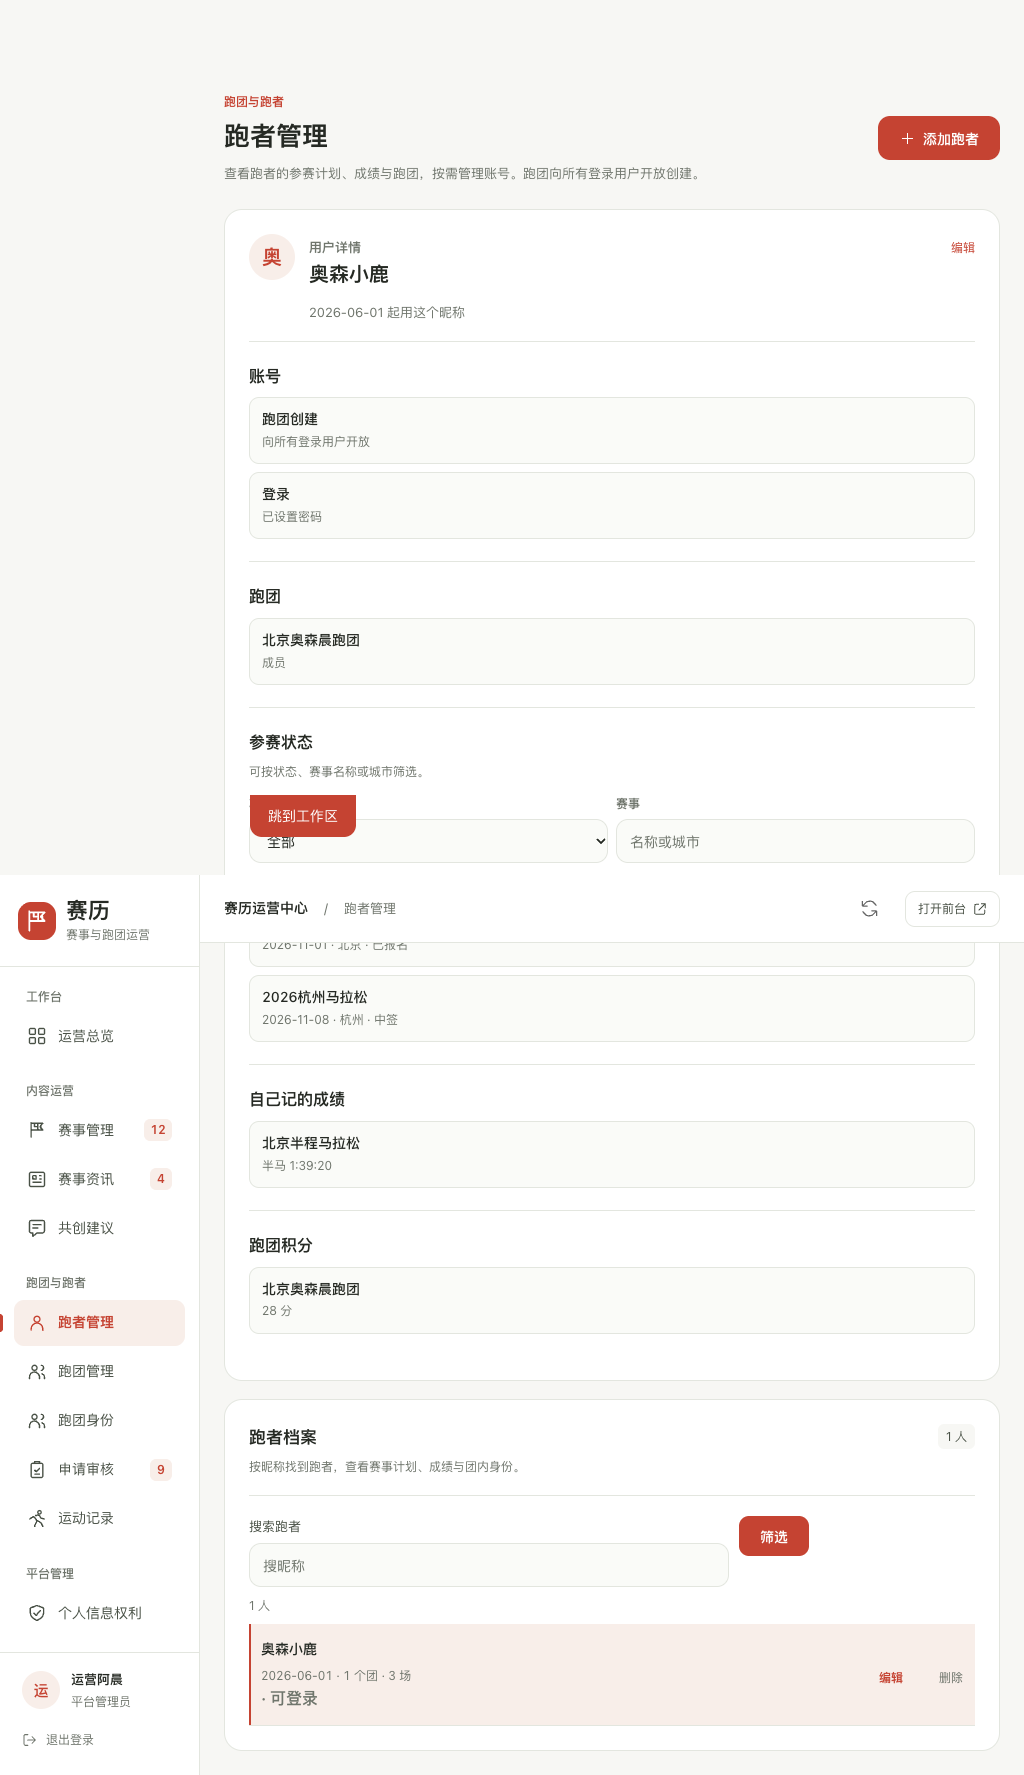 跑团与跑者
跑者管理
查看跑者的参赛计划、成绩与跑团，按需管理账号。跑团向所有登录用户开放创建。
添加跑者
奥
用户详情
编辑
奥森小鹿
2026-06-01 起用这个昵称
账号
跑团创建
向所有登录用户开放
登录
已设置密码
跑团
北京奥森晨跑团
成员
参赛状态
可按状态、赛事名称或城市筛选。
赛事
跳到工作区
全部
名称或城市
赛历
赛事与跑团运营
赛历运营中心 / 跑者管理
打开前台
2026-11-01 · 北京 · 已报名
2026杭州马拉松
2026-11-08 · 杭州 · 中签
自己记的成绩
北京半程马拉松
半马 1:39:20
跑团积分
北京奥森晨跑团
28 分
工作台
运营总览
内容运营
赛事管理 12
赛事资讯 4
共创建议
跑团与跑者
跑者管理
跑团管理
跑团身份
申请审核 9
运动记录
平台管理
个人信息权利
运
运营阿晨
平台管理员
退出登录
跑者档案
1 人
按昵称找到跑者，查看赛事计划、成绩与团内身份。
搜索跑者
搜昵称
筛选
1 人
奥森小鹿
2026-06-01 · 1 个团 · 3 场
· 可登录
编辑
删除